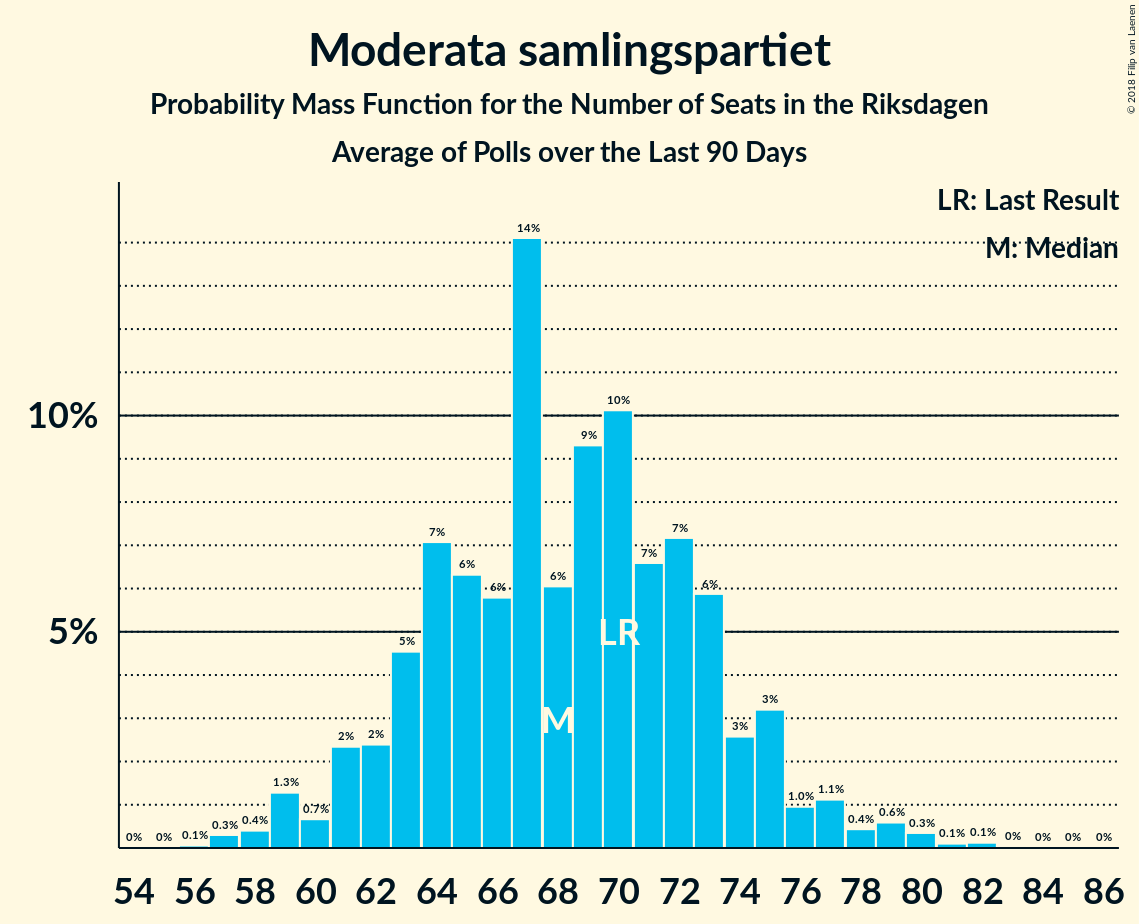 Moderata samlingspartiet
Probability Mass Function for the Number of Seats in the Riksdagen
Average of Polls over the Last 90 Days
© 2018 Filip van Laenen
LR: Last Result
M: Median
10%
5%
0% 0% 0.1% 0.3% 0.4% 1.3% 0.7% 2% 2% 5% 7% 6% 6% 14% 6% 9% 10% 7% 7% 6% 3% 3% 1.0% 1.1% 0.4% 0.6% 0.3% 0.1% 0.1% 0% 0% 0% 0%
LR
M
54 56 58 60 62 64 66 68 70 72 74 76 78 80 82 84 86